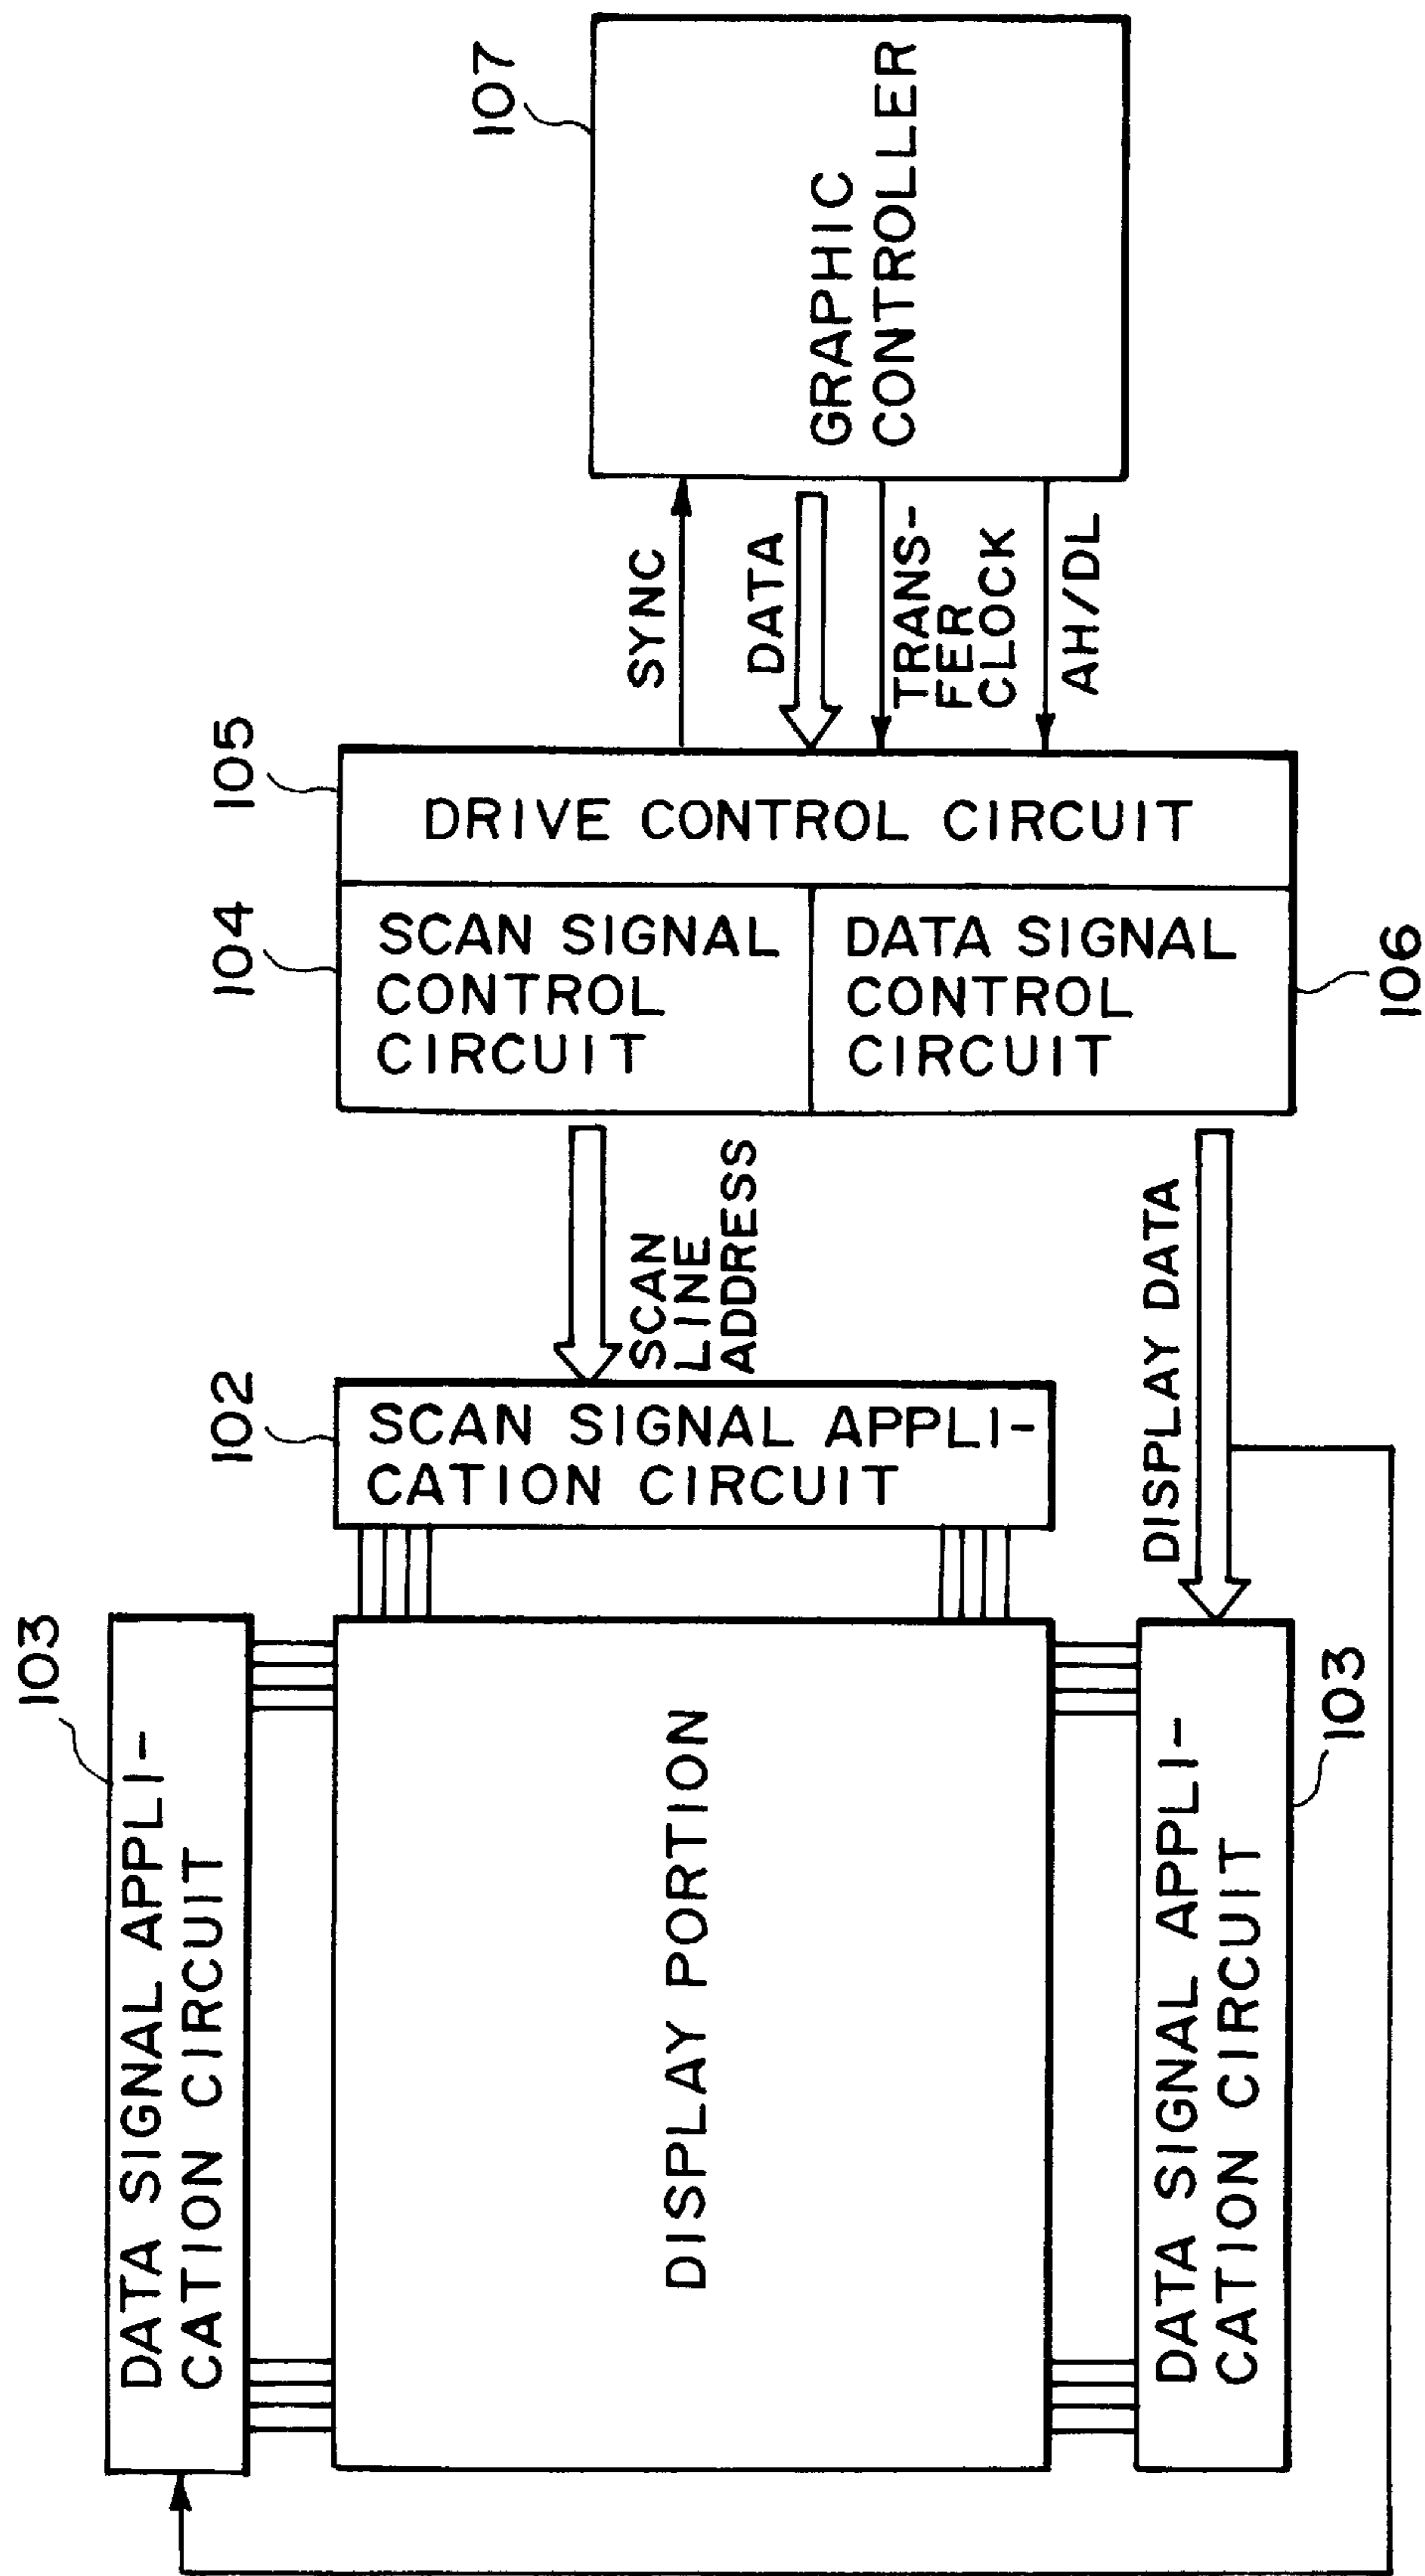 107
GRAPHIC
CONTROLLER
SYNC
DATA
TRANS-
FER
CLOCK
AH/DL
105
DRIVE CONTROL CIRCUIT
104
SCAN SIGNAL
CONTROL
CIRCUIT
DATA SIGNAL
CONTROL
CIRCUIT
106
SCAN
LINE
ADDRESS
DISPLAY DATA
102
SCAN SIGNAL APPLI-
CATION CIRCUIT
103
DATA SIGNAL APPLI-
CATION CIRCUIT
DISPLAY PORTION
DATA SIGNAL APPLI-
CATION CIRCUIT
103